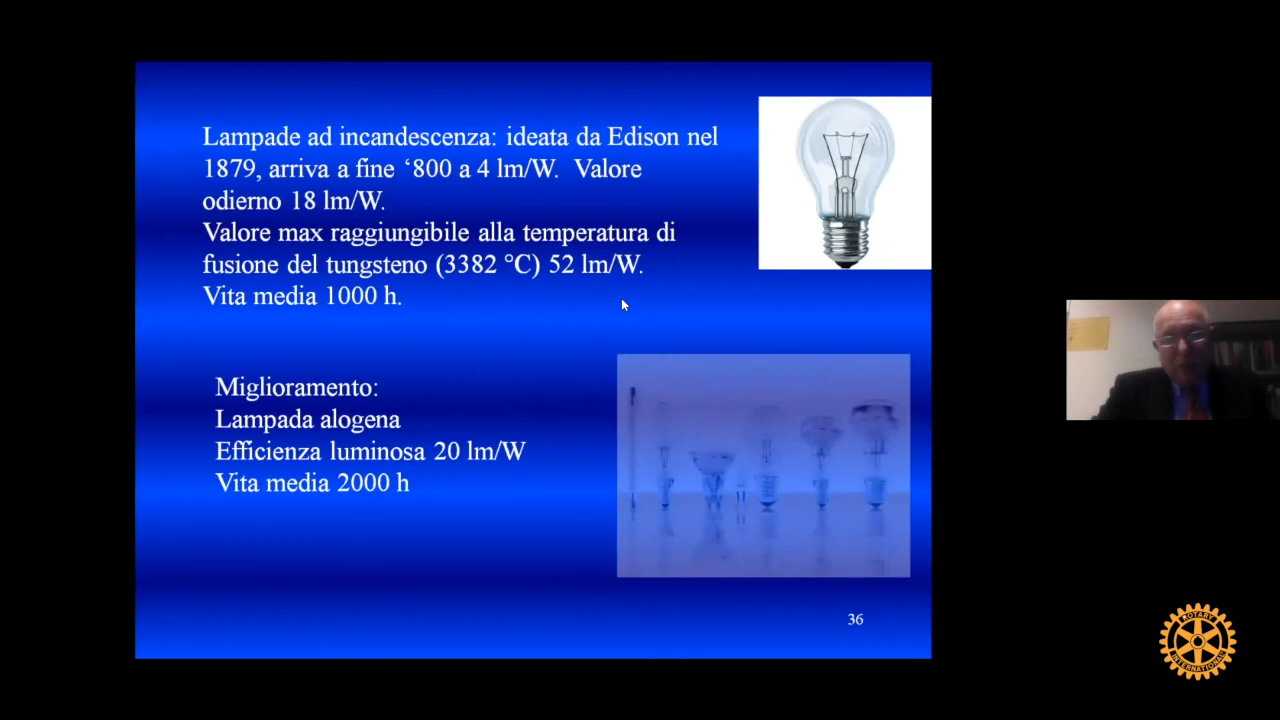 Lampade ad incandescenza: ideata da Edison nel
1879, arriva a fine ‘800 a 4 lm/W.  Valore
odierno 18 lm/W.
Valore max raggiungibile alla temperatura di
fusione del tungsteno (3382 °C) 52 lm/W.
Vita media 1000 h.
Miglioramento:
Lampada alogena
Efficienza luminosa 20 lm/W
Vita media 2000 h
36
ROTARY
INTERNATIONAL